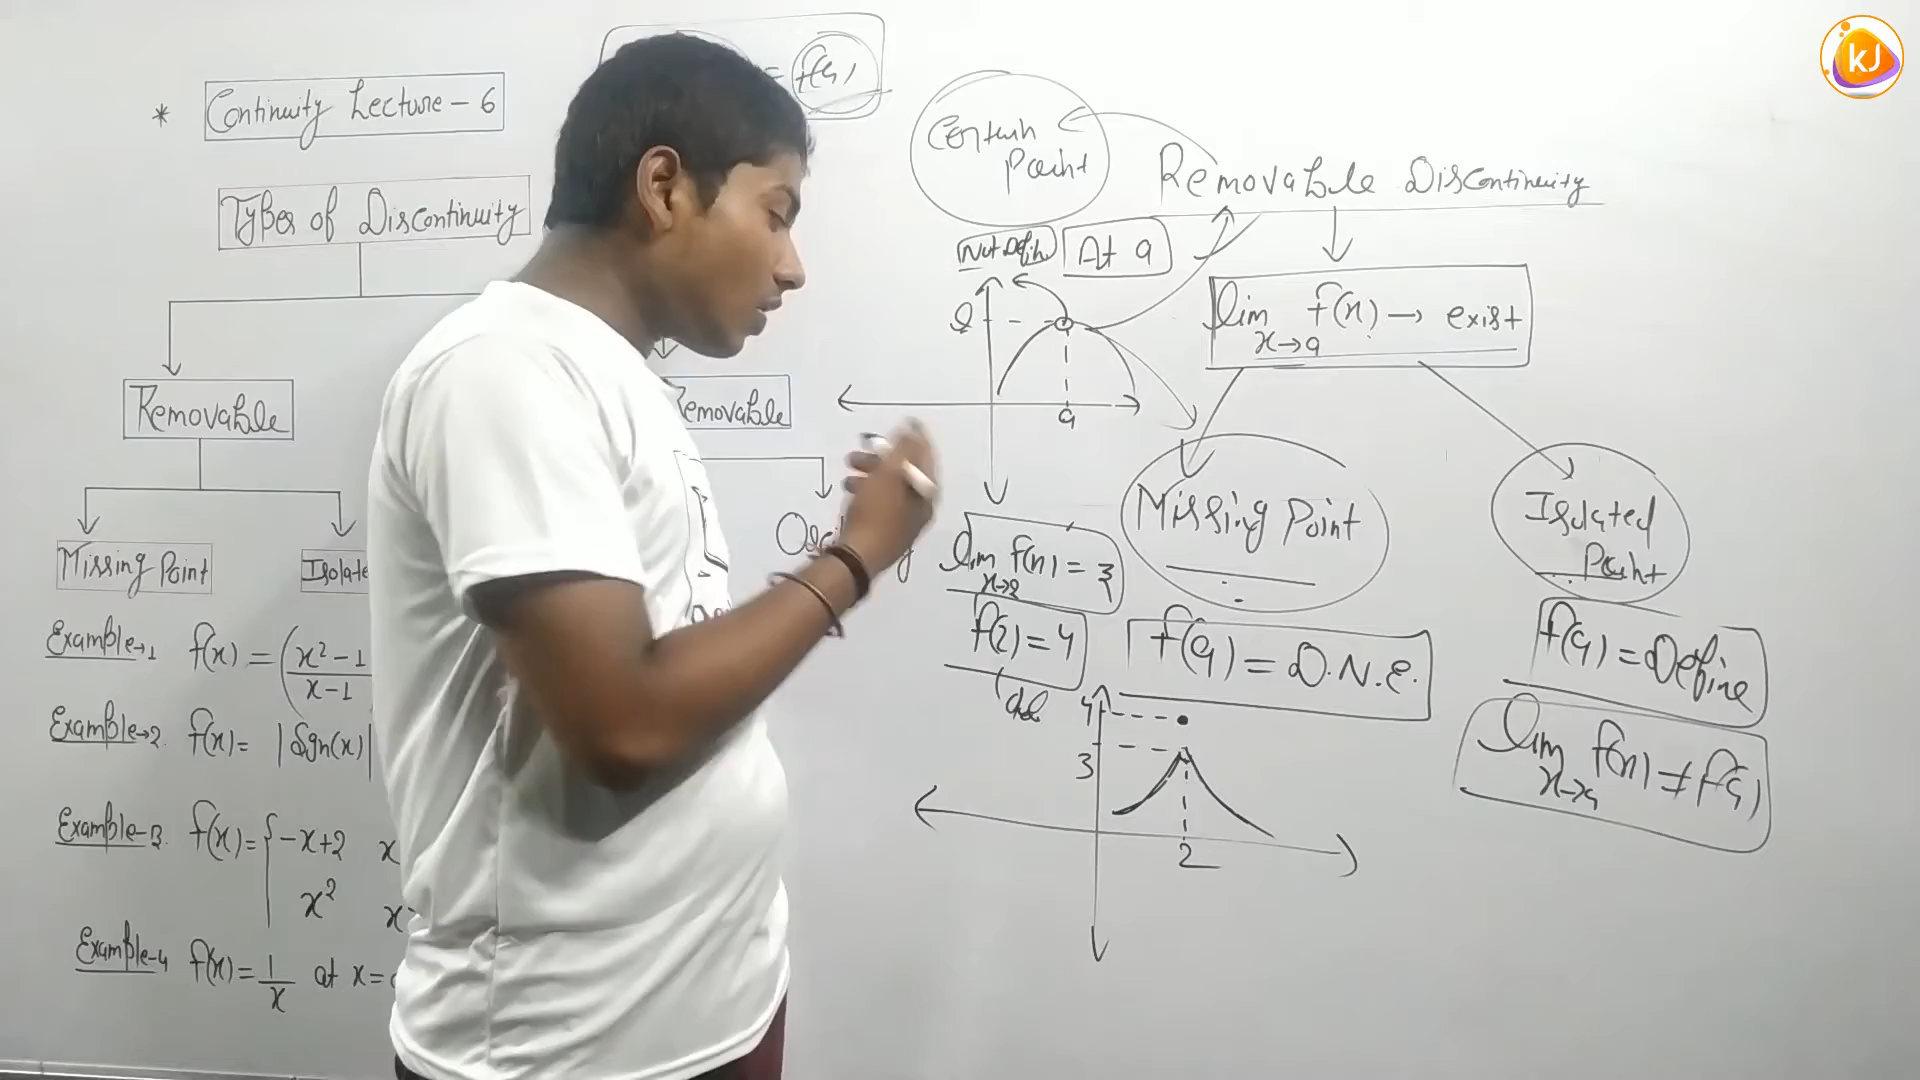 * Continuity Lecture - 6
= f(a)
Types of Discontinuity
Removable
Removable
Missing Point
Isolate
Example→1 f(x) = (x²-1
x-1
Example→2. f(x) = |Sgn(x)|
Example-3. f(x) = { -x+2 x
x² x
Example-4 f(x) = 1/x at x =
Certain
Point
Removable Discontinuity
Not Defin.
At a
lim f(x) → exist
x→a
l
a
Missing Point
Isolated
Point
lim f(x) = 3
x→2
f(2) = 4
f(a) = D.N.E.
f(a) = Define
lim f(x) ≠ f(a)
x→a
4
3
2
KJ